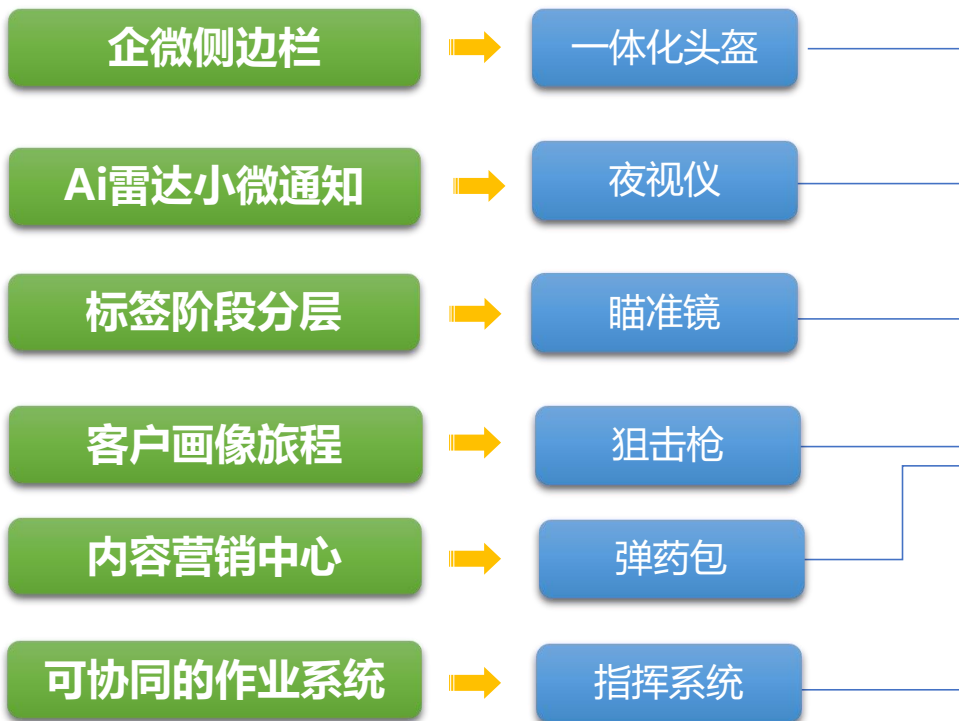 企微侧边栏
一体化头盔
Ai雷达小微通知
夜视仪
标签阶段分层
瞄准镜
客户画像旅程
狙击枪
内容营销中心
弹药包
可协同的作业系统
指挥系统